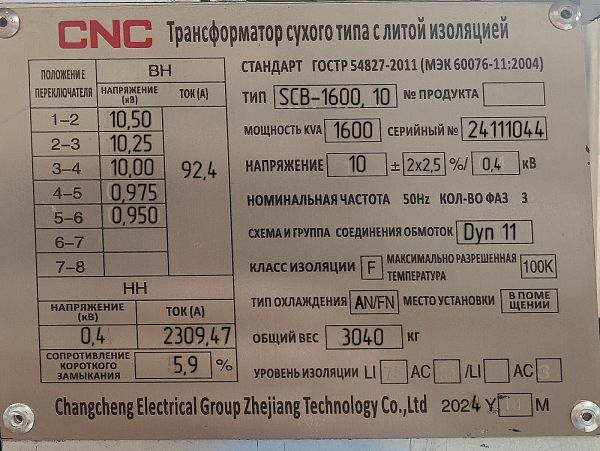 CNC Трансформатор сухого типа с литой изоляцией
СТАНДАРТ ГОСТР 54827-2011 (МЭК 60076-11:2004)
ПОЛОЖЕНИЕ ПЕРЕКЛЮЧАТЕЛЯ ВН
НАПРЯЖЕНИЕ (кВ) ТОК (А)
1-2 10,50
2-3 10,25
3-4 10,00 92,4
4-5 0,975
5-6 0,950
6-7
7-8
НН
НАПРЯЖЕНИЕ (кВ) ТОК (А)
0,4 2309,47
СОПРОТИВЛЕНИЕ КОРОТКОГО ЗАМЫКАНИЯ 5,9 %
ТИП SCB-1600, 10 № ПРОДУКТА
МОЩНОСТЬ KVA 1600 СЕРИЙНЫЙ № 24111044
НАПРЯЖЕНИЕ 10 ± 2x2,5 %/ 0,4 кВ
НОМИНАЛЬНАЯ ЧАСТОТА 50Hz КОЛ-ВО ФАЗ 3
СХЕМА И ГРУППА СОЕДИНЕНИЯ ОБМОТОК Dyn 11
КЛАСС ИЗОЛЯЦИИ F МАКСИМАЛЬНО РАЗРЕШЕННАЯ ТЕМПЕРАТУРА 100K
ТИП ОХЛАЖДЕНИЯ AN/FN МЕСТО УСТАНОВКИ В ПОМЕ ЩЕНИИ
ОБЩИЙ ВЕС 3040 КГ
УРОВЕНЬ ИЗОЛЯЦИИ LI AC /LI AC 3
Changcheng Electrical Group Zhejiang Technology Co.,Ltd 2024 Y 11 M